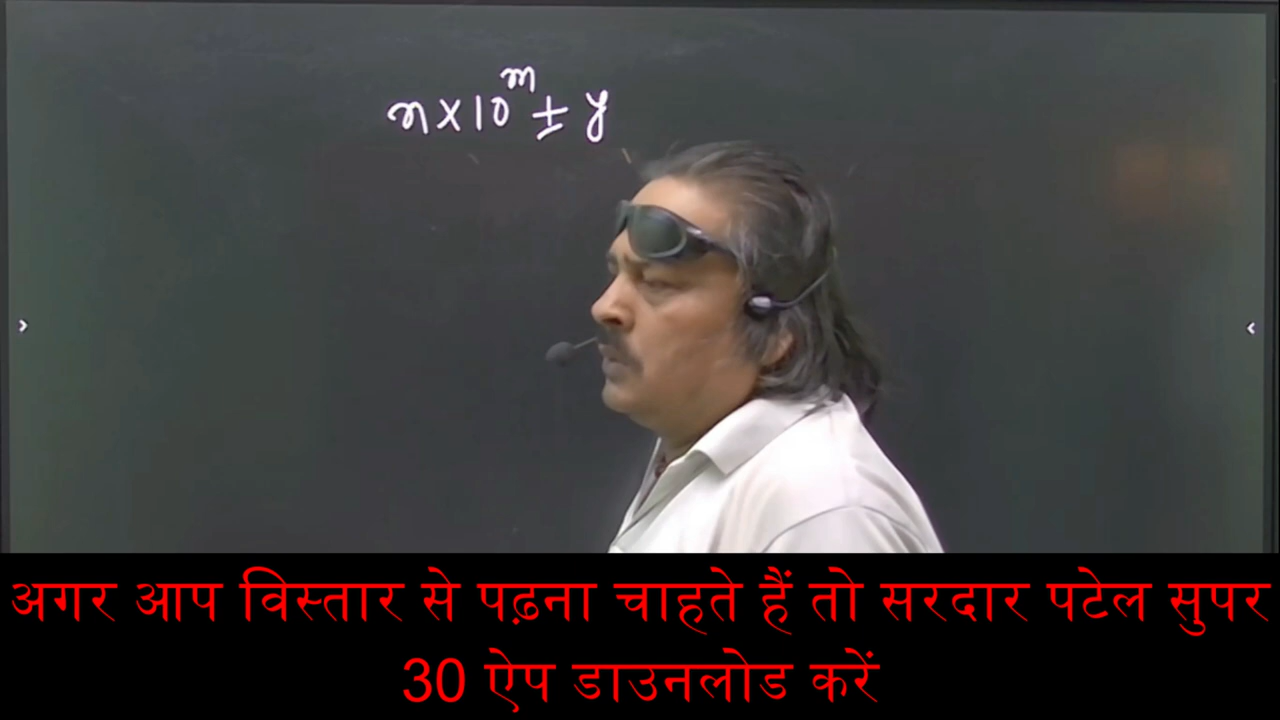 x×10^m ± y
अगर आप विस्तार से पढ़ना चाहते हैं तो सरदार पटेल सुपर
30 ऐप डाउनलोड करें